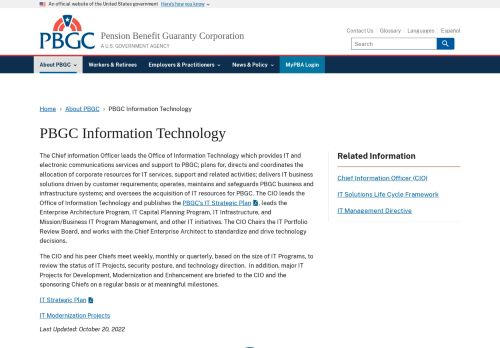 An official website of the United States government Here's how you know
PBGC
Pension Benefit Guaranty Corporation
A U.S. GOVERNMENT AGENCY
Contact Us Glossary Languages Español
Search
About PBGC Workers & Retirees Employers & Practitioners News & Policy MyPBA Login
Home › About PBGC › PBGC Information Technology
PBGC Information Technology
The Chief information Officer leads the Office of Information Technology which provides IT and
electronic communications services and support to PBGC; plans for, directs and coordinates the
allocation of corporate resources for IT services, support and related activities; delivers IT business
solutions driven by customer requirements; operates, maintains and safeguards PBGC business and
infrastructure systems; and oversees the acquisition of IT resources for PBGC. The CIO leads the
Office of Information Technology and publishes the PBGC's IT Strategic Plan, leads the
Enterprise Architecture Program, IT Capital Planning Program, IT Infrastructure, and
Mission/Business IT Program Management, and other IT initiatives. The CIO Chairs the IT Portfolio
Review Board, and works with the Chief Enterprise Architect to standardize and drive technology
decisions.
The CIO and his peer Chiefs meet weekly, monthly or quarterly, based on the size of IT Programs, to
review the status of IT Projects, security posture, and technology direction. In addition, major IT
Projects for Development, Modernization and Enhancement are briefed to the CIO and the
sponsoring Chiefs on a regular basis or at meaningful milestones.
IT Strategic Plan
IT Modernization Projects
Last Updated: October 20, 2022
Related Information
Chief Information Officer (CIO)
IT Solutions Life Cycle Framework
IT Management Directive